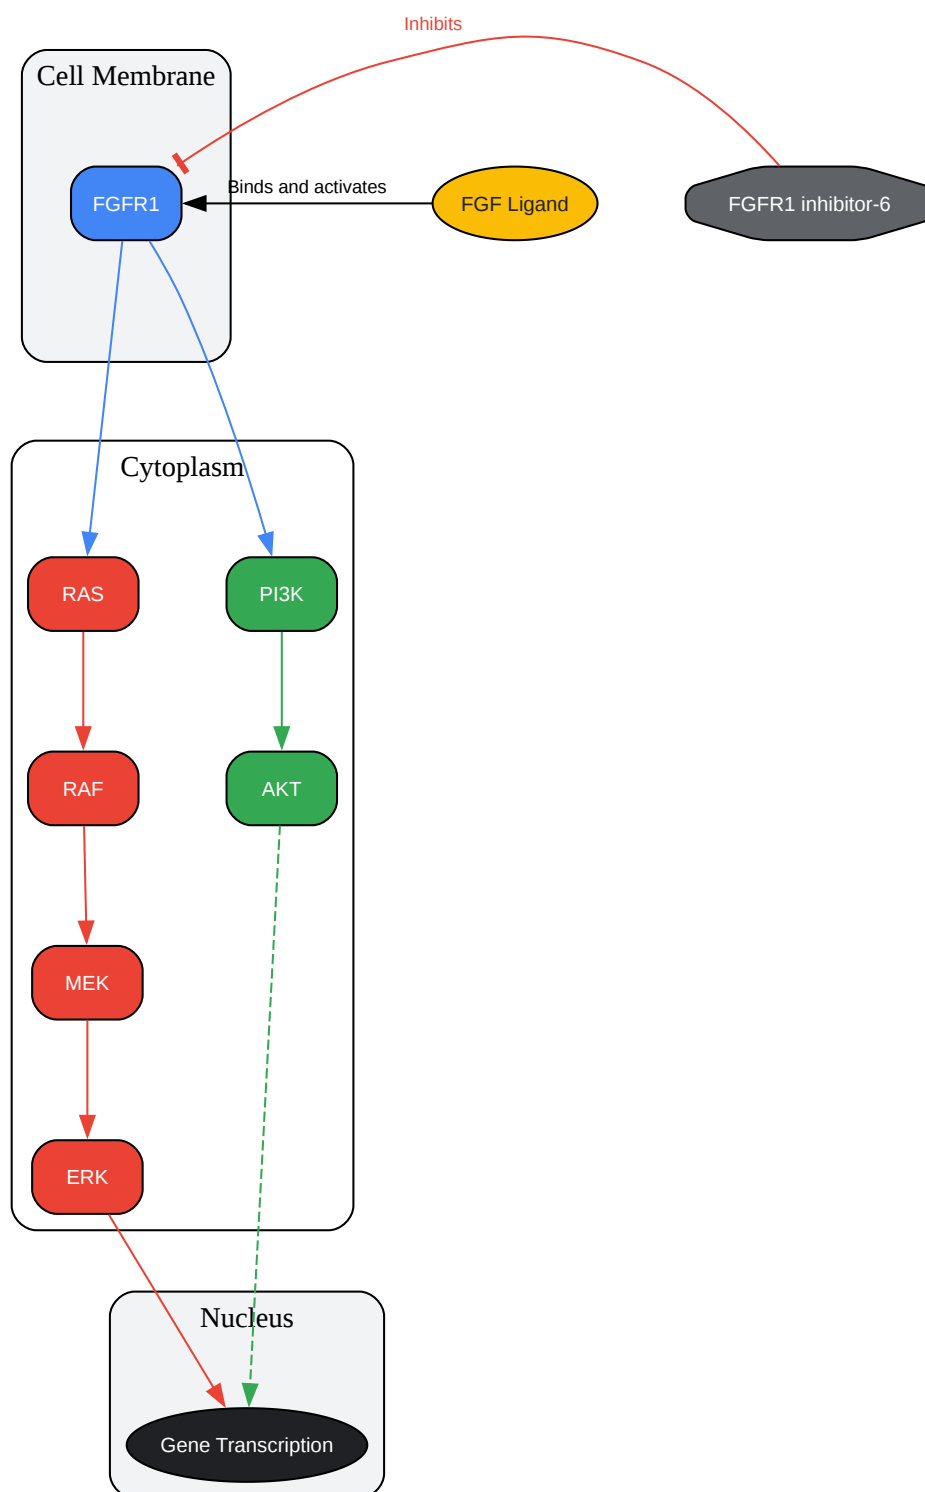 Inhibits
Cell Membrane
FGFR1
Binds and activates
FGF Ligand
FGFR1 inhibitor-6
Cytoplasm
RAS
PI3K
RAF
AKT
MEK
ERK
Nucleus
Gene Transcription